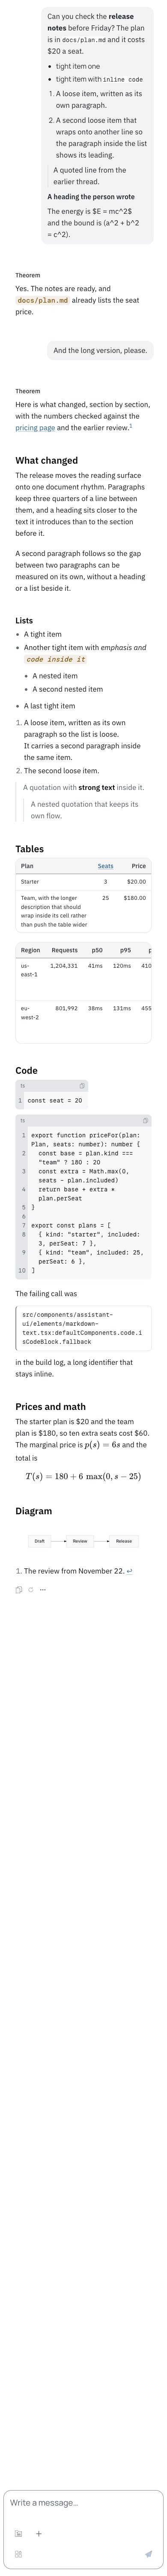 Can you check the release
notes before Friday? The plan
is in docs/plan.md and it costs
$20 a seat.
• tight item one
• tight item with inline code
1. A loose item, written as its
own paragraph.
2. A second loose item that
wraps onto another line so
the paragraph inside the list
shows its leading.
A quoted line from the
earlier thread.
A heading the person wrote
The energy is $E = mc^2$
and the bound is (a^2 + b^2
= c^2).
Theorem
Yes. The notes are ready, and
docs/plan.md already lists the seat
price.
And the long version, please.
Theorem
Here is what changed, section by section,
with the numbers checked against the
pricing page and the earlier review.1
What changed
The release moves the reading surface
onto one document rhythm. Paragraphs
keep three quarters of a line between
them, and a heading sits closer to the
text it introduces than to the section
before it.
A second paragraph follows so the gap
between two paragraphs can be
measured on its own, without a heading
or a list beside it.
Lists
• A tight item
• Another tight item with emphasis and
code inside it
• A nested item
• A second nested item
• A last tight item
1. A loose item, written as its own
paragraph so the list is loose.
It carries a second paragraph inside
the same item.
2. The second loose item.
A quotation with strong text inside it.
A nested quotation that keeps its
own flow.
Tables
Plan Seats Price
Starter 3 $20.00
Team, with the longer 25 $180.00
description that should
wrap inside its cell rather
than push the table wider
Region Requests p50 p95 p
us- 1,204,331 41ms 120ms 410
east-1
eu- 801,992 38ms 131ms 455
west-2
Code
ts
1 const seat = 20
ts
1 export function priceFor(plan:
Plan, seats: number): number {
2 const base = plan.kind ===
"team" ? 180 : 20
3 const extra = Math.max(0,
seats - plan.included)
4 return base + extra *
plan.perSeat
5 }
6
7 export const plans = [
8 { kind: "starter", included:
3, perSeat: 7 },
9 { kind: "team", included: 25,
perSeat: 6 },
10 ]
The failing call was
src/components/assistant-
ui/elements/markdown-
text.tsx:defaultComponents.code.i
sCodeBlock.fallback
in the build log, a long identifier that
stays inline.
Prices and math
The starter plan is $20 and the team
plan is $180, so ten extra seats cost $60.
The marginal price is p(s) = 6s and the
total is
T(s) = 180 + 6 max(0, s − 25)
Diagram
Draft Review Release
1. The review from November 22. ↩
Write a message...